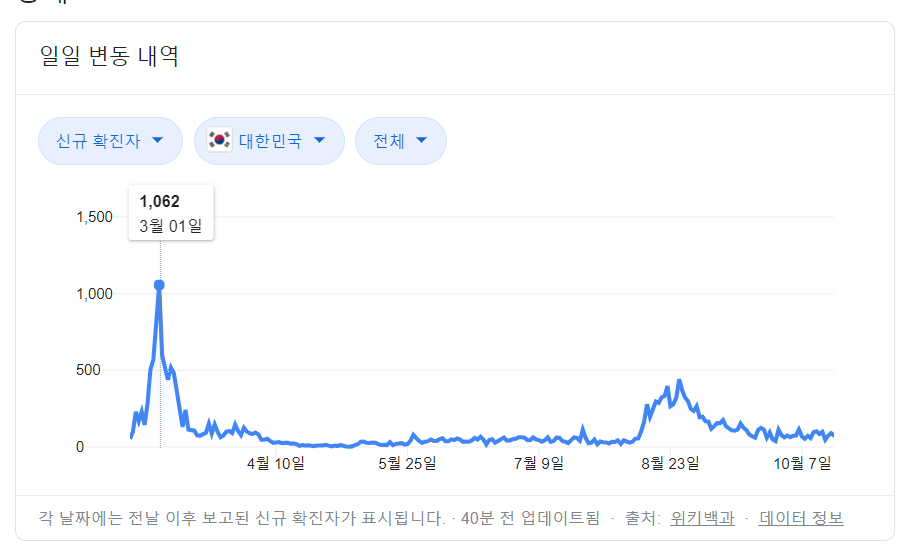 일일 변동 내역
신규 확진자 대한민국 전체
1,062
3월 01일
1,500
1,000
500
0
4월 10일 5월 25일 7월 9일 8월 23일 10월 7일
각 날짜에는 전날 이후 보고된 신규 확진자가 표시됩니다. · 40분 전 업데이트됨 · 출처: 위키백과 · 데이터 정보